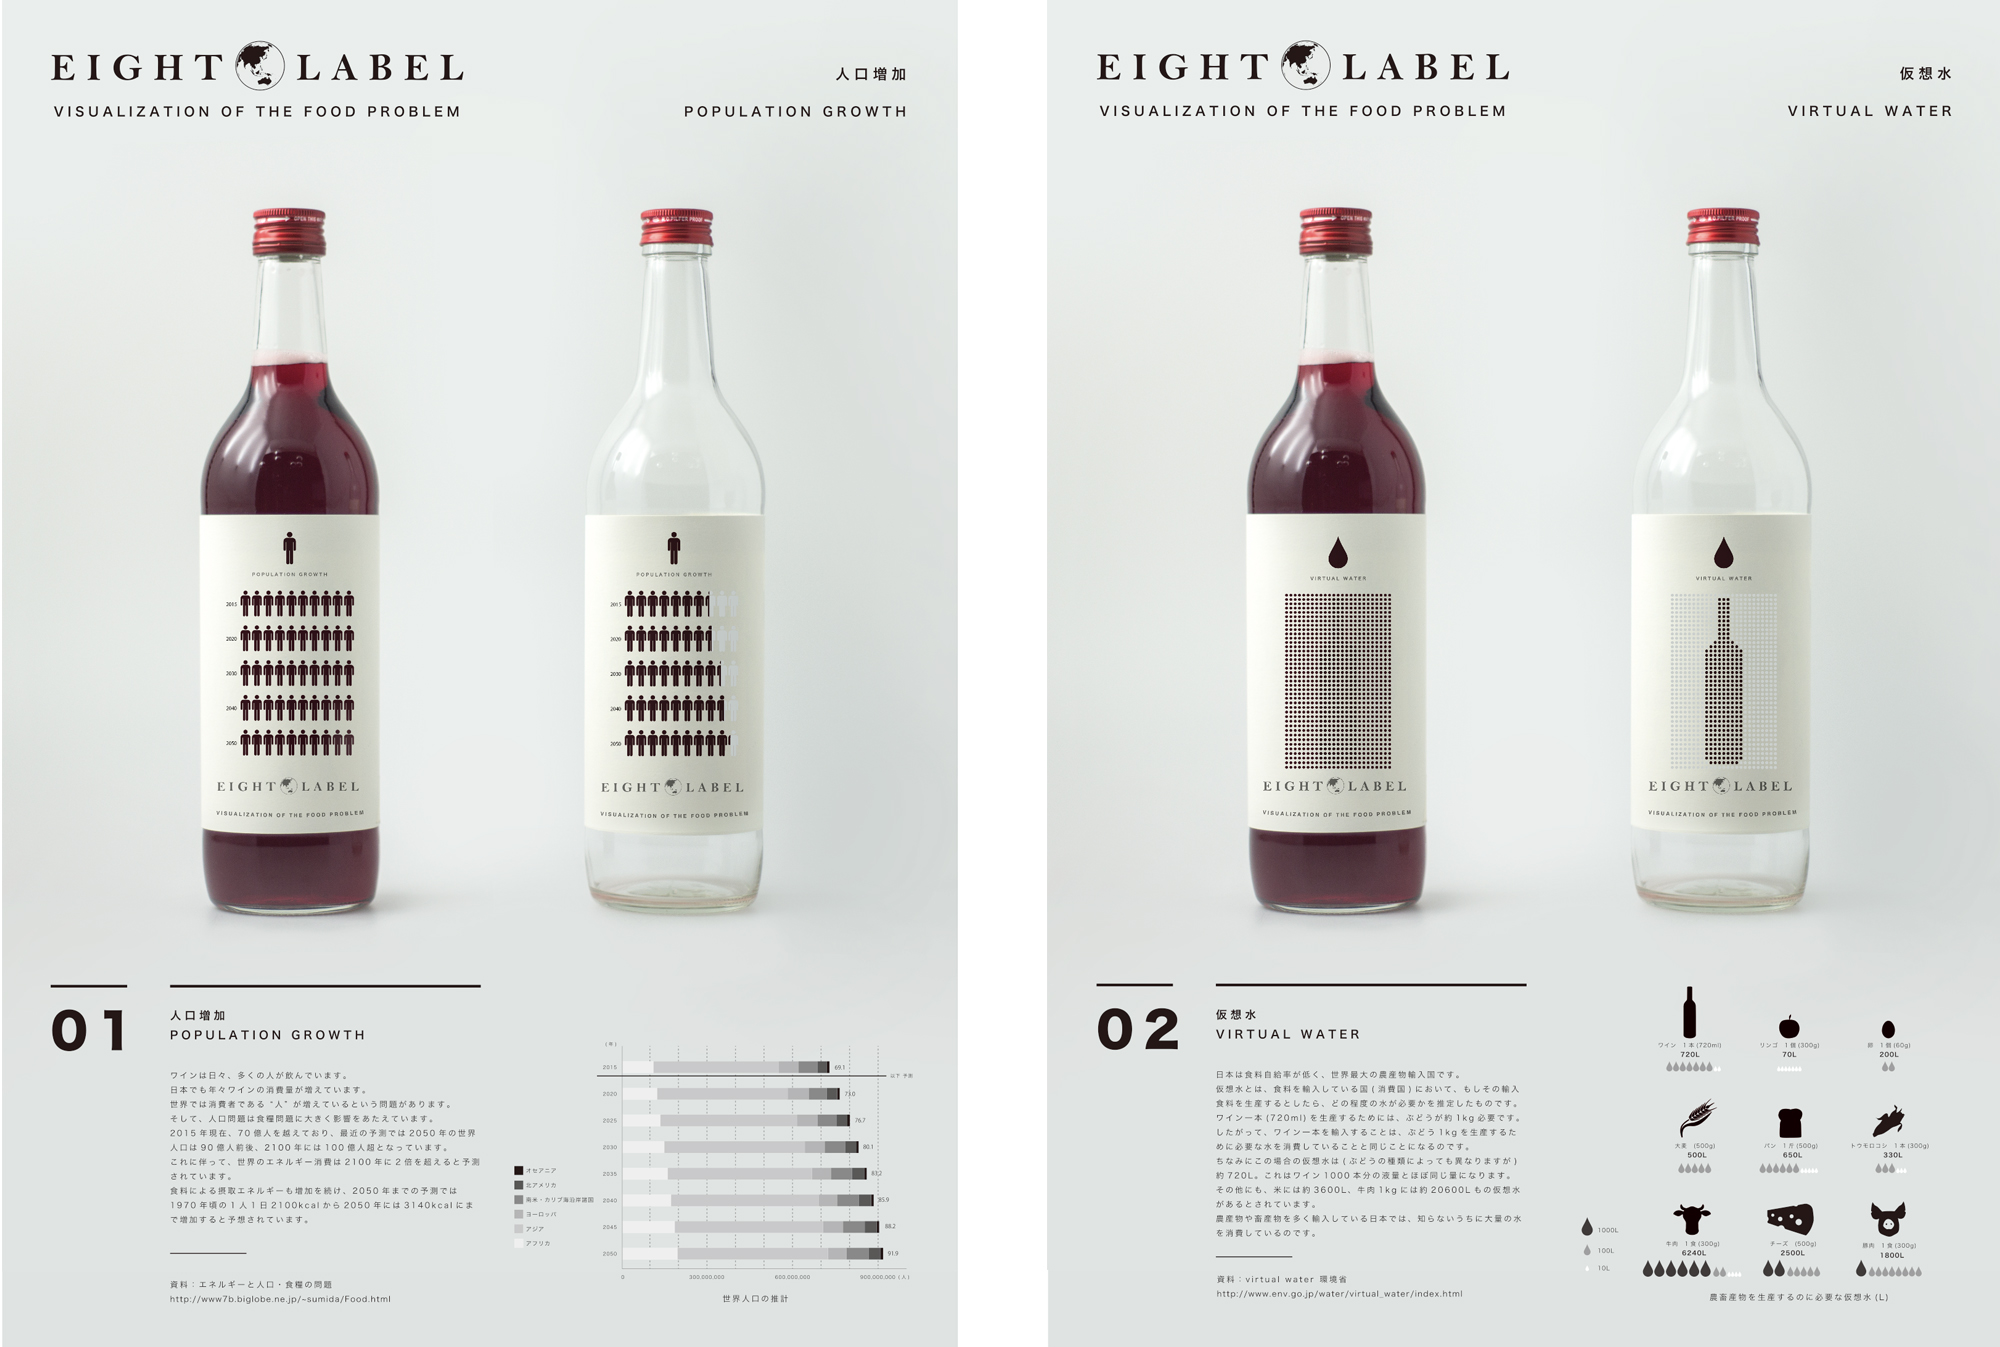 EIGHT LABEL
VISUALIZATION OF THE FOOD PROBLEM
人口増加
POPULATION GROWTH
POPULATION GROWTH
2015
2020
2030
2040
2050
EIGHT LABEL
VISUALIZATION OF THE FOOD PROBLEM
POPULATION GROWTH
2015
2020
2030
2040
2050
EIGHT LABEL
VISUALIZATION OF THE FOOD PROBLEM
01
人口増加
POPULATION GROWTH
ワインは日々、多くの人が飲んでいます。
日本でも年々ワインの消費量が増えています。
世界では消費者である“人”が増えているという問題があります。
そして、人口問題は食糧問題に大きく影響をあたえています。
2015年現在、70億人を越えており、最近の予測では2050年の世界
人口は90億人前後、2100年には100億人超となっています。
これに伴って、世界のエネルギー消費は2100年に2倍を超えると予測
されています。
食料による摂取エネルギーも増加を続け、2050年までの予測では
1970年頃の1人1日2100kcalから2050年には3140kcalにま
で増加すると予想されています。
資料：エネルギーと人口・食糧の問題
http://www7b.biglobe.ne.jp/~sumida/Food.html
オセアニア
北アメリカ
南米・カリブ海沿岸諸国
ヨーロッパ
アジア
アフリカ
(年)
2015 69.1
以下 予測
2020 73.0
2025 76.7
2030 80.1
2035 83.2
2040 85.9
2045 88.2
2050 91.9
0 300,000,000 600,000,000 900,000,000 (人)
世界人口の推計
EIGHT LABEL
VISUALIZATION OF THE FOOD PROBLEM
仮想水
VIRTUAL WATER
VIRTUAL WATER
EIGHT LABEL
VISUALIZATION OF THE FOOD PROBLEM
VIRTUAL WATER
EIGHT LABEL
VISUALIZATION OF THE FOOD PROBLEM
02
仮想水
VIRTUAL WATER
日本は食料自給率が低く、世界最大の農産物輸入国です。
仮想水とは、食料を輸入している国(消費国)において、もしその輸入
食料を生産するとしたら、どの程度の水が必要かを推定したものです。
ワイン一本(720ml)を生産するためには、ぶどうが約1kg必要です。
したがって、ワイン一本を輸入することは、ぶどう1kgを生産するた
めに必要な水を消費していることと同じことになるのです。
ちなみにこの場合の仮想水は(ぶどうの種類によっても異なりますが)
約720L。これはワイン1000本分の液量とほぼ同じ量になります。
その他にも、米には約3600L、牛肉1kgには約20600Lもの仮想水
があるとされています。
農産物や畜産物を多く輸入している日本では、知らないうちに大量の水
を消費しているのです。
資料：virtual water 環境省
http://www.env.go.jp/water/virtual_water/index.html
ワイン 1本(720ml)
720L
リンゴ 1個(300g)
70L
卵 1個(60g)
200L
大麦 (500g)
500L
パン 1斤(500g)
650L
トウモロコシ 1本(300g)
330L
牛肉 1食(300g)
6240L
チーズ (500g)
2500L
豚肉 1食(300g)
1800L
1000L
100L
10L
農畜産物を生産するのに必要な仮想水(L)